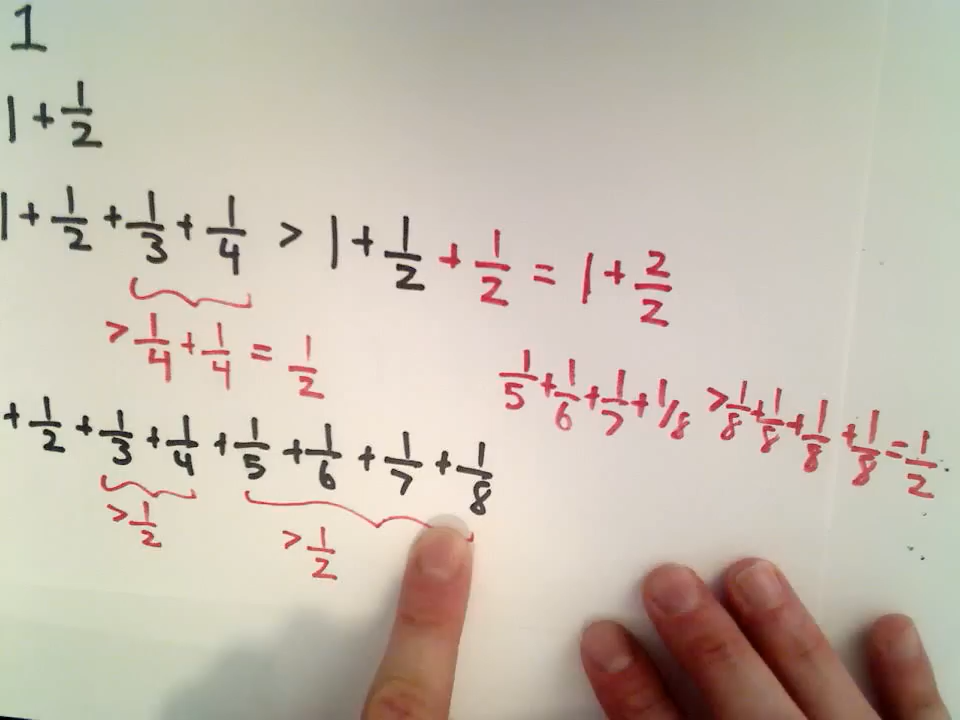 1
1 + 1/2
1 + 1/2 + 1/3 + 1/4 > 1 + 1/2 + 1/2 = 1 + 2/2
> 1/4 + 1/4 = 1/2
1/5 + 1/6 + 1/7 + 1/8 > 1/8 + 1/8 + 1/8 + 1/8 = 1/2
+ 1/2 + 1/3 + 1/4 + 1/5 + 1/6 + 1/7 + 1/8
> 1/2 > 1/2